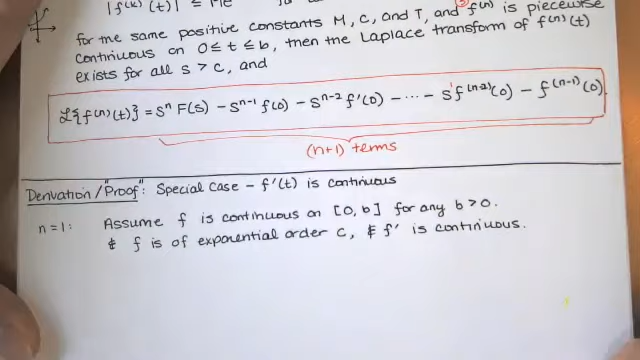 |f^(k)(t)| ≤ Me
for the same positive constants M, C, and T, and f^(n) is piecewise
continuous on 0 ≤ t ≤ b, then the Laplace transform of f^(n)(t)
exists for all s > c, and
ℒ{f^(n)(t)} = s^n F(s) - s^(n-1) f(0) - s^(n-2) f'(0) - ... - s^1 f^(n-2)(0) - f^(n-1)(0).
(n+1) terms
Derivation/"Proof": Special case - f'(t) is continuous
n=1: Assume f is continuous on [0, b] for any b > 0.
& f is of exponential order c, & f' is continuous.